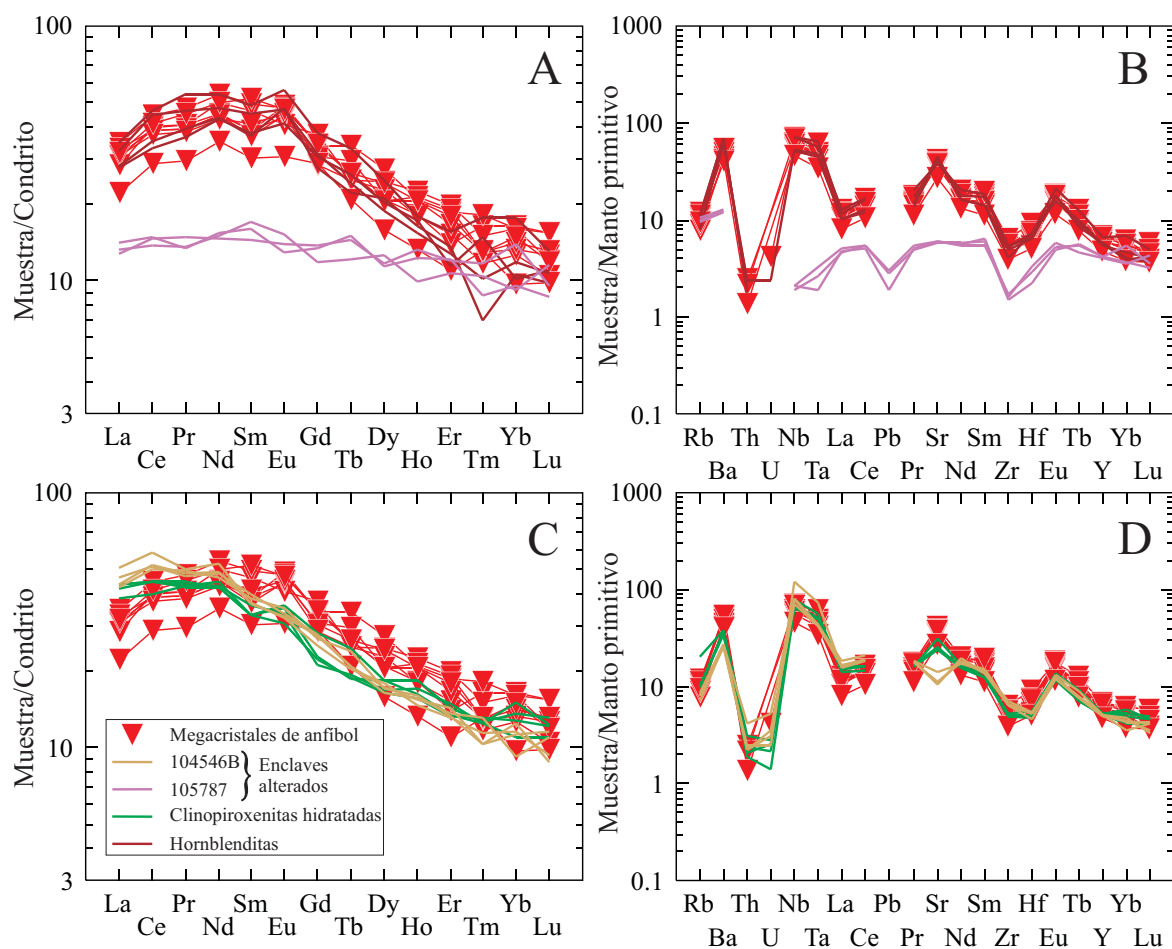 100
10
3
Muestra/Condrito
A
La Pr Sm Gd Dy Er Yb
Ce Nd Eu Tb Ho Tm Lu
1000
100
10
1
0.1
Muestra/Manto primitivo
B
Rb Th Nb La Pb Sr Sm Hf Tb Yb
Ba U Ta Ce Pr Nd Zr Eu Y Lu
100
10
3
Muestra/Condrito
C
Megacristales de anfíbol
104546B
105787
} Enclaves
alterados
Clinopiroxenitas hidratadas
Hornblenditas
La Pr Sm Gd Dy Er Yb
Ce Nd Eu Tb Ho Tm Lu
1000
100
10
1
0.1
Muestra/Manto primitivo
D
Rb Th Nb La Pb Sr Sm Hf Tb Yb
Ba U Ta Ce Pr Nd Zr Eu Y Lu